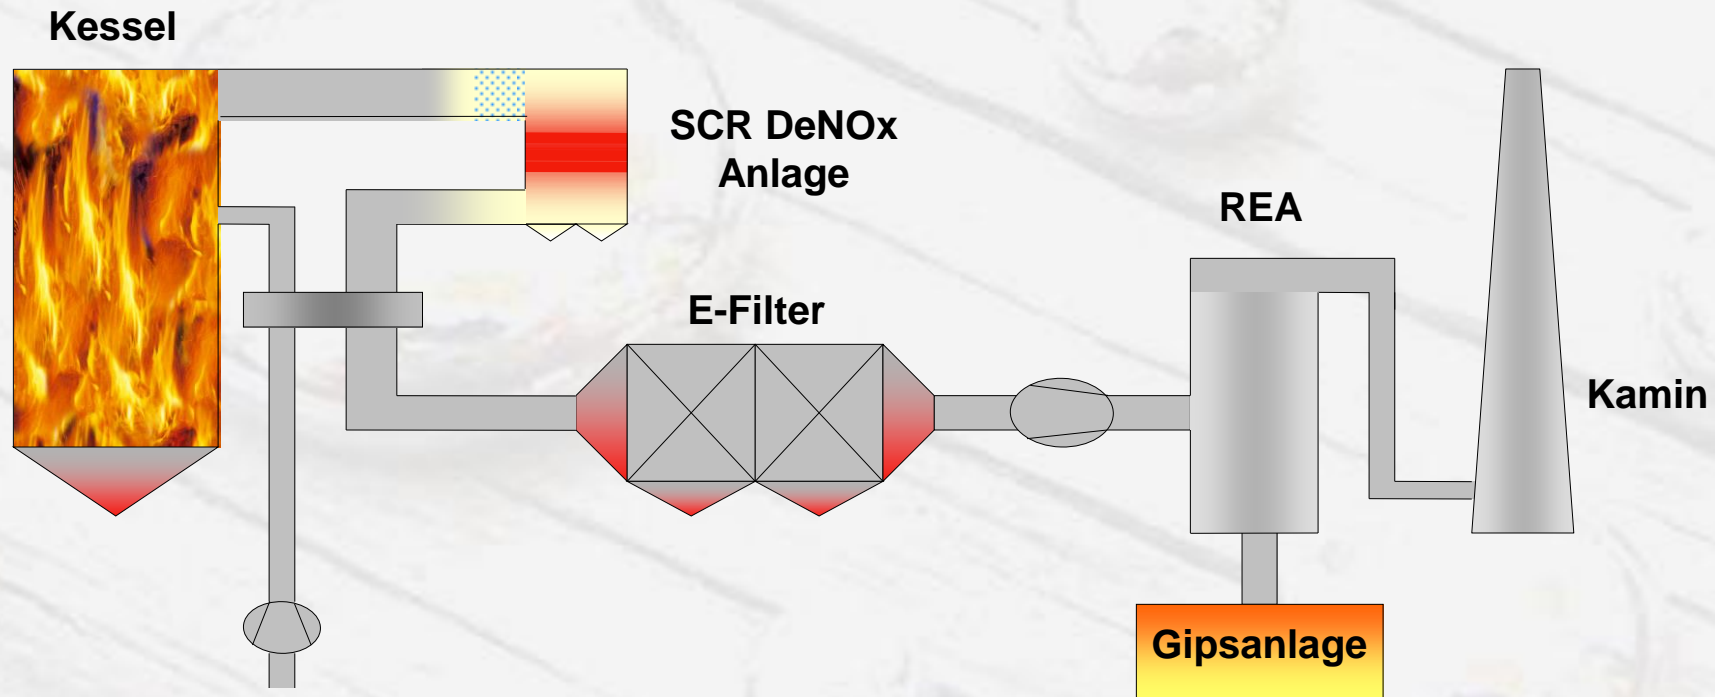 Kessel
SCR DeNOx
Anlage
REA
E-Filter
Kamin
Gipsanlage